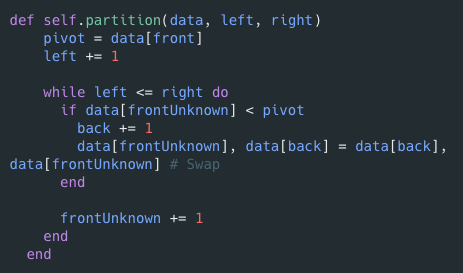 def self.partition(data, left, right)
    pivot = data[front]
    left += 1

    while left <= right do
      if data[frontUnknown] < pivot
        back += 1
        data[frontUnknown], data[back] = data[back],
data[frontUnknown] # Swap
      end

      frontUnknown += 1
    end
  end